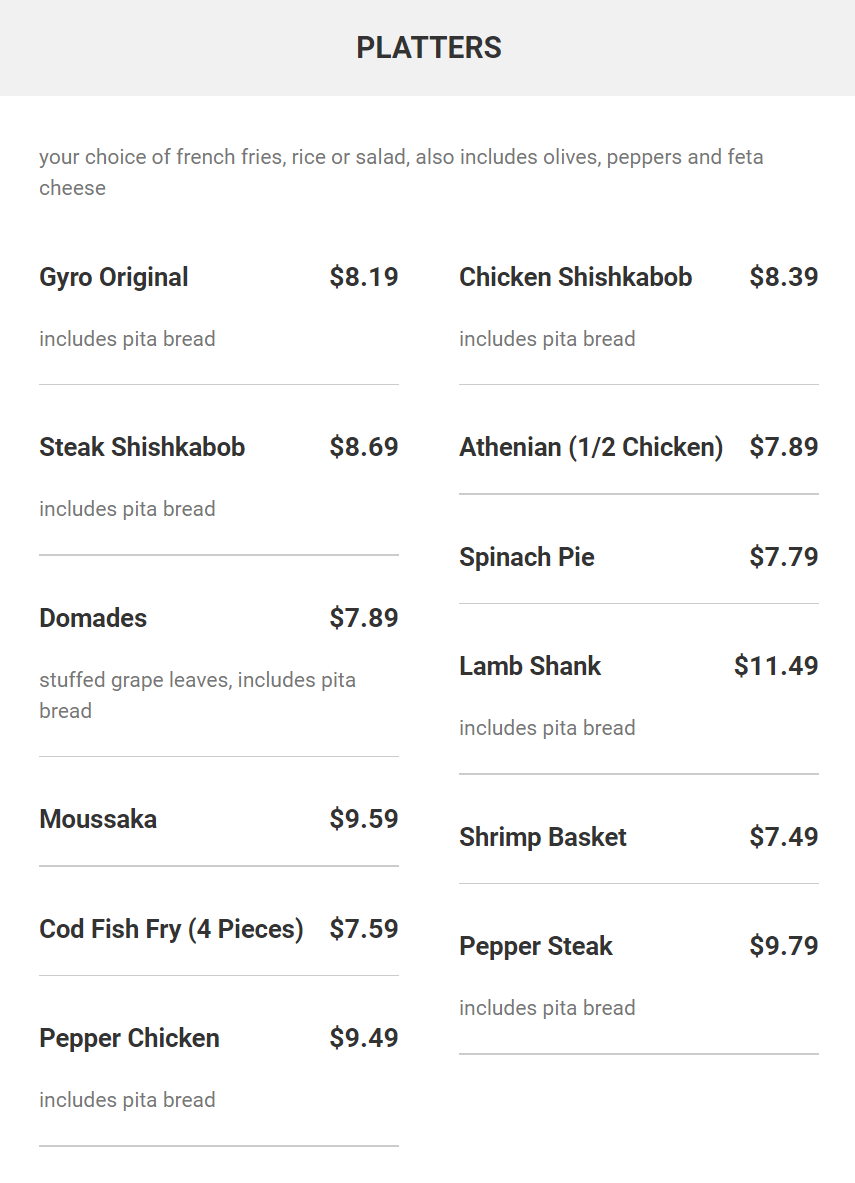 PLATTERS
your choice of french fries, rice or salad, also includes olives, peppers and feta
cheese
Gyro Original $8.19
includes pita bread
Steak Shishkabob $8.69
includes pita bread
Domades $7.89
stuffed grape leaves, includes pita
bread
Moussaka $9.59
Cod Fish Fry (4 Pieces) $7.59
Pepper Chicken $9.49
includes pita bread
Chicken Shishkabob $8.39
includes pita bread
Athenian (1/2 Chicken) $7.89
Spinach Pie $7.79
Lamb Shank $11.49
includes pita bread
Shrimp Basket $7.49
Pepper Steak $9.79
includes pita bread